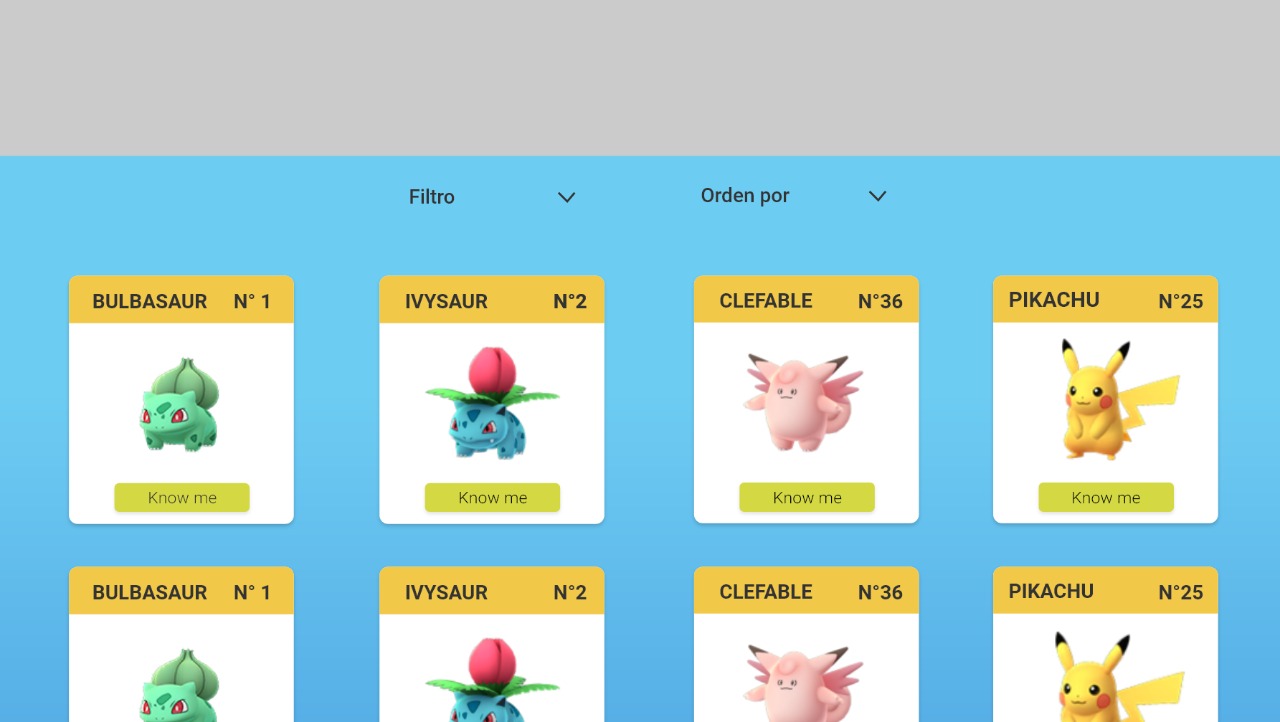 Filtro Orden por
BULBASAUR N° 1 IVYSAUR N°2 CLEFABLE N°36 PIKACHU N°25
Know me Know me Know me Know me
BULBASAUR N° 1 IVYSAUR N°2 CLEFABLE N°36 PIKACHU N°25